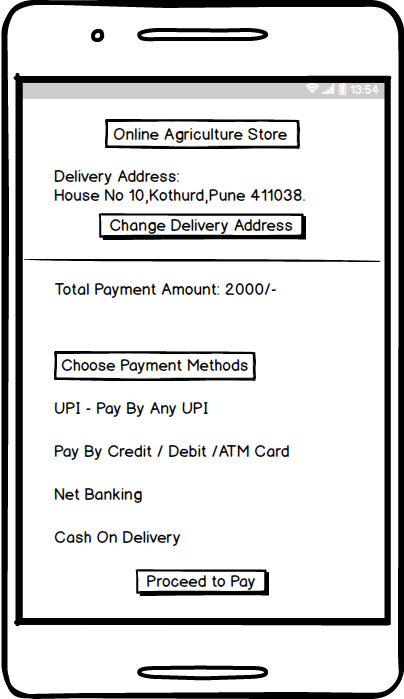 13:54
Online Agriculture Store
Delivery Address:
House No 10,Kothurd,Pune 411038.
Change Delivery Address
Total Payment Amount: 2000/-
Choose Payment Methods
UPI - Pay By Any UPI
Pay By Credit / Debit /ATM Card
Net Banking
Cash On Delivery
Proceed to Pay